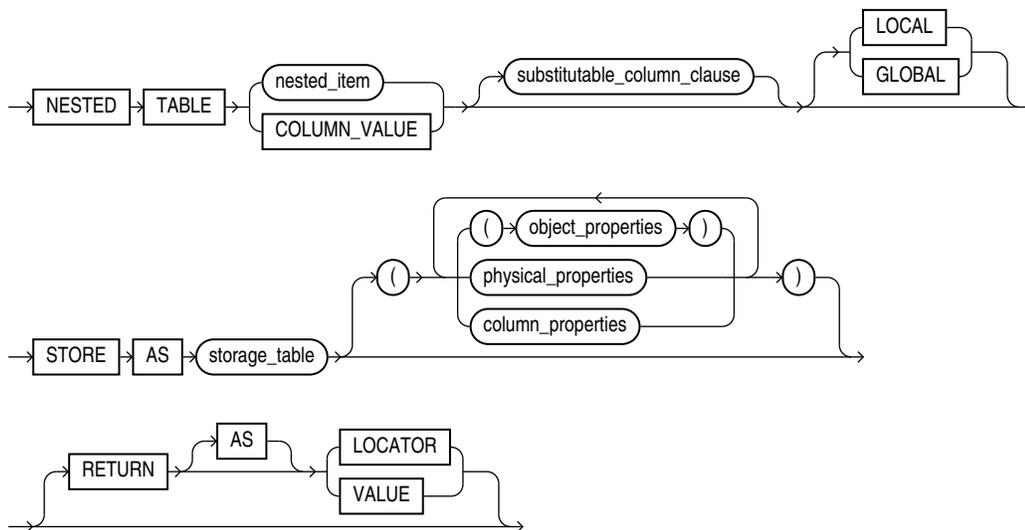 LOCAL
NESTED TABLE nested_item substitutable_column_clause GLOBAL
COLUMN_VALUE
( object_properties )
( physical_properties )
column_properties
STORE AS storage_table
RETURN AS LOCATOR
VALUE